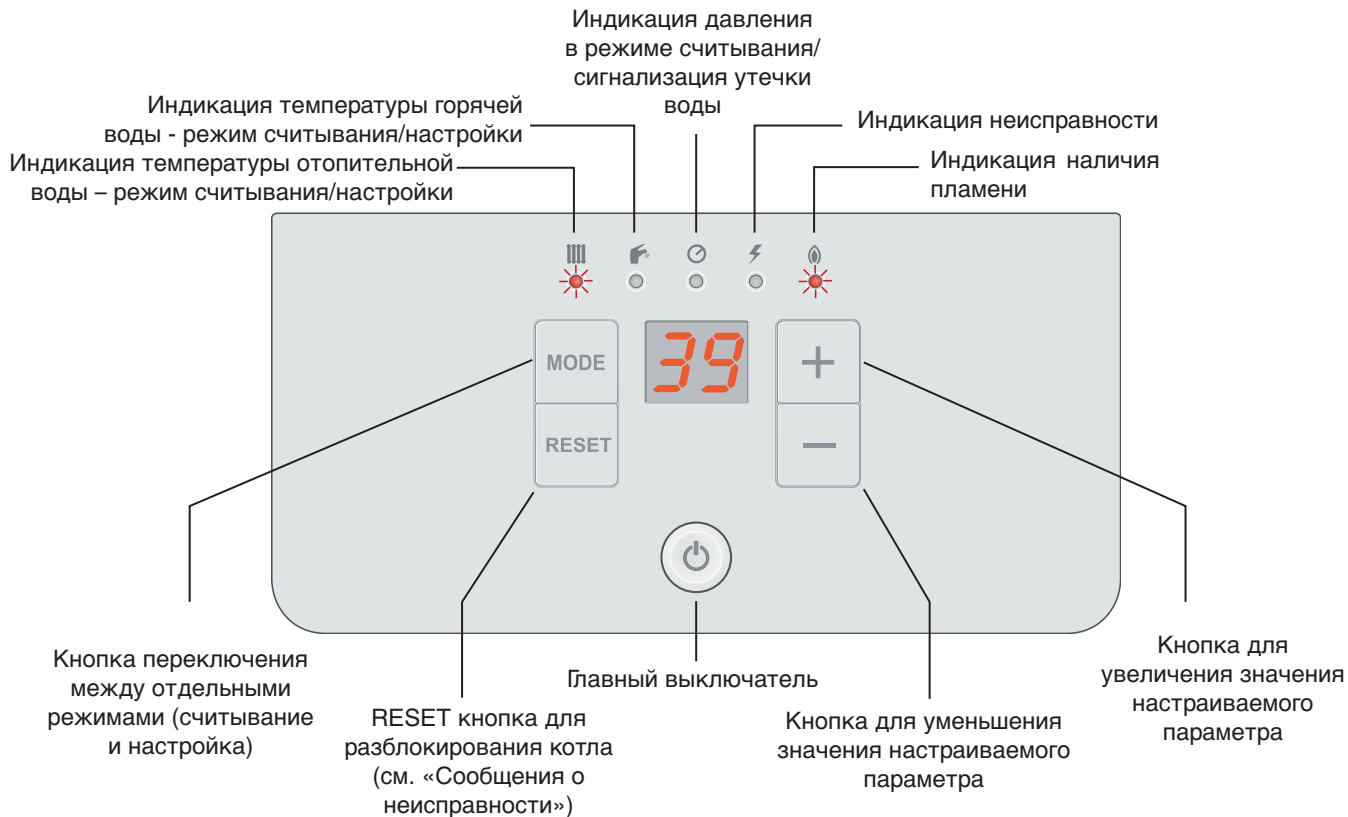 Индикация давления
в режиме считывания/
сигнализация утечки
воды
Индикация температуры горячей
воды - режим считывания/настройки
Индикация температуры отопительной
воды – режим считывания/настройки
Индикация неисправности
Индикация наличия
пламени
MODE
39
+
RESET
−
Кнопка переключения
между отдельными
режимами (считывание
и настройка)
RESET кнопка для
разблокирования котла
(см. «Сообщения о
неисправности»)
Главный выключатель
Кнопка для уменьшения
значения настраиваемого
параметра
Кнопка для
увеличения значения
настраиваемого
параметра